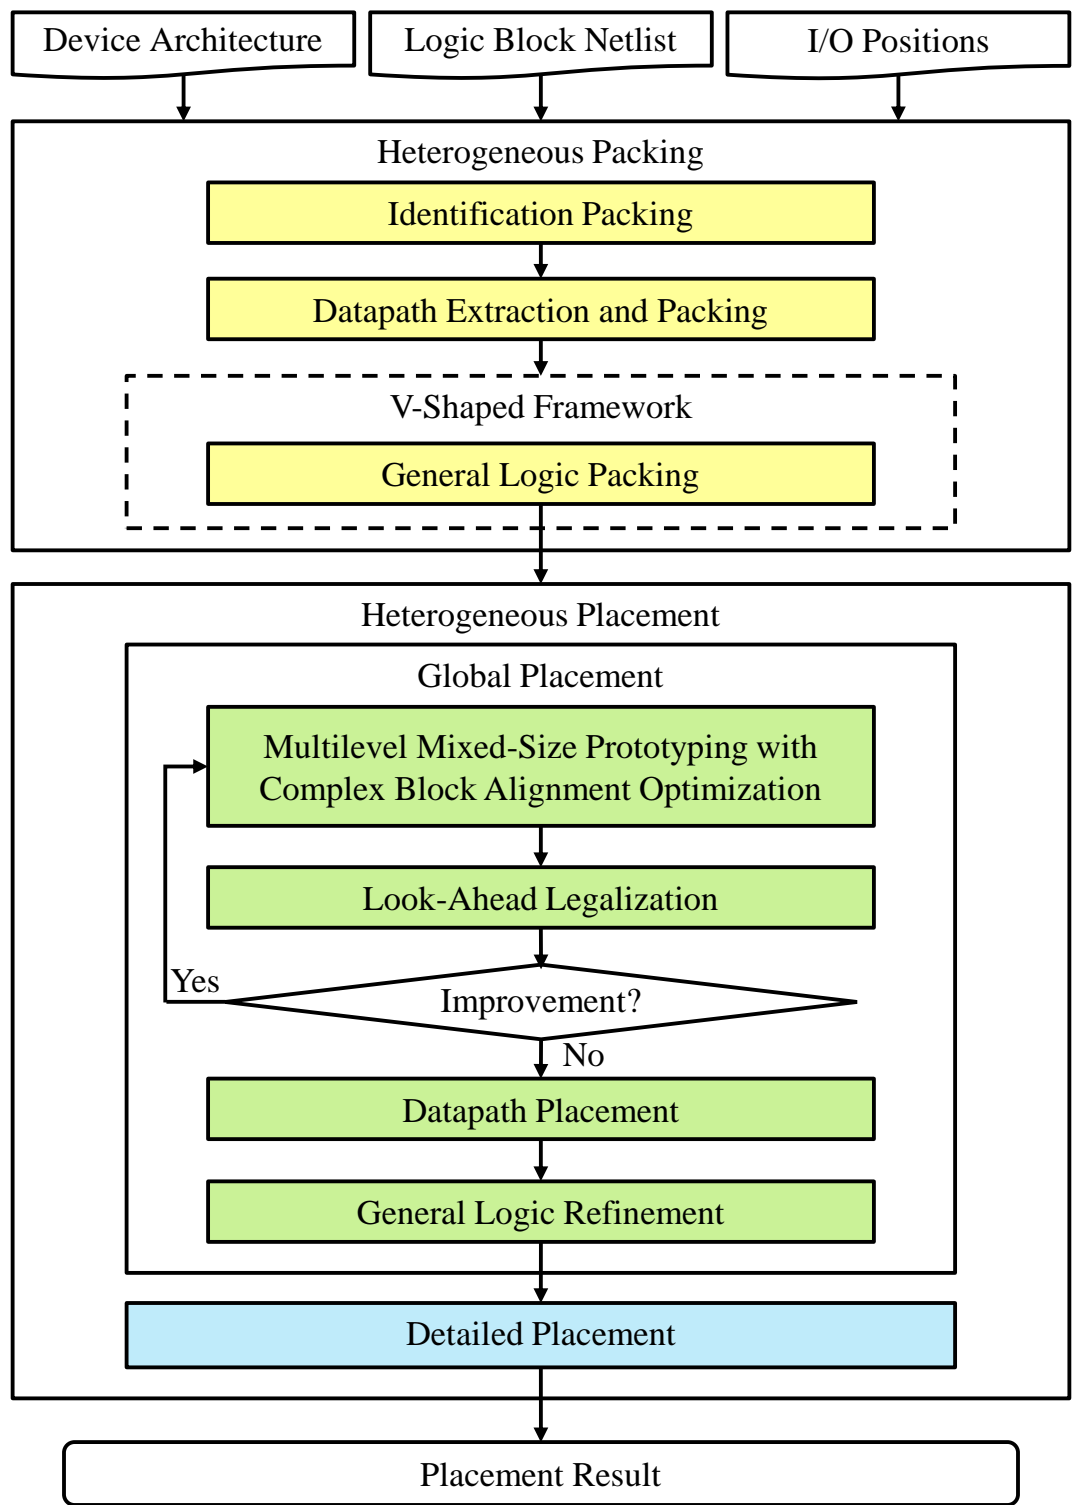 Device Architecture
Logic Block Netlist
I/O Positions
Heterogeneous Packing
Identification Packing
Datapath Extraction and Packing
V-Shaped Framework
General Logic Packing
Heterogeneous Placement
Global Placement
Multilevel Mixed-Size Prototyping with
Complex Block Alignment Optimization
Look-Ahead Legalization
Yes
Improvement?
No
Datapath Placement
General Logic Refinement
Detailed Placement
Placement Result